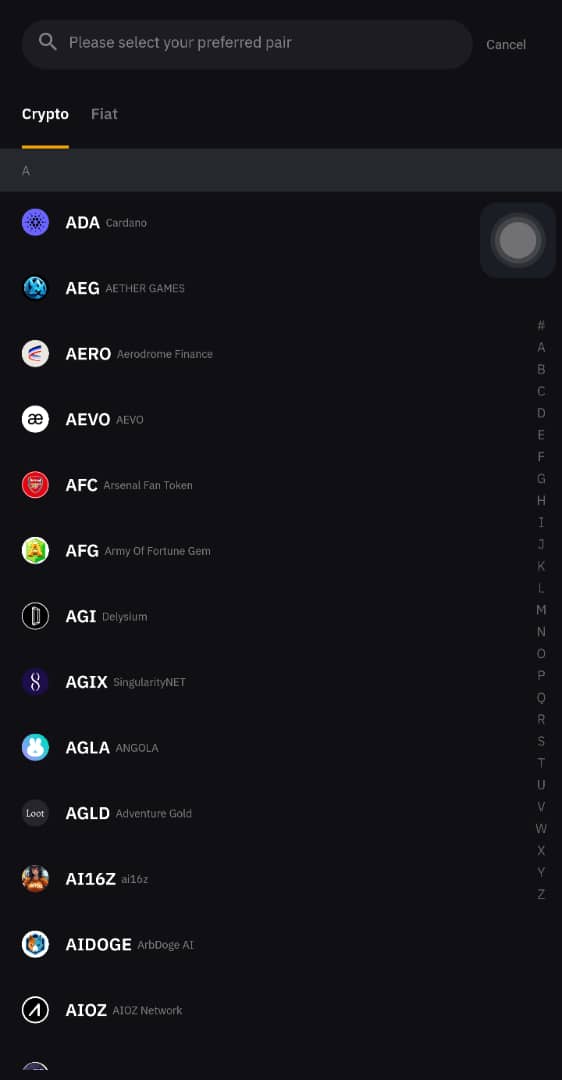 Please select your preferred pair
Cancel
Crypto Fiat
A
ADA Cardano
AEG AETHER GAMES
AERO Aerodrome Finance
æ AEVO AEVO
AFC Arsenal Fan Token
AFG Army Of Fortune Gem
AGI Delysium
AGIX SingularityNET
AGLA ANGOLA
Loot AGLD Adventure Gold
AI16Z ai16z
AIDOGE ArbDoge AI
AIOZ AIOZ Network
#
A
B
C
D
E
F
G
H
I
J
K
L
M
N
O
P
Q
R
S
T
U
V
W
X
Y
Z